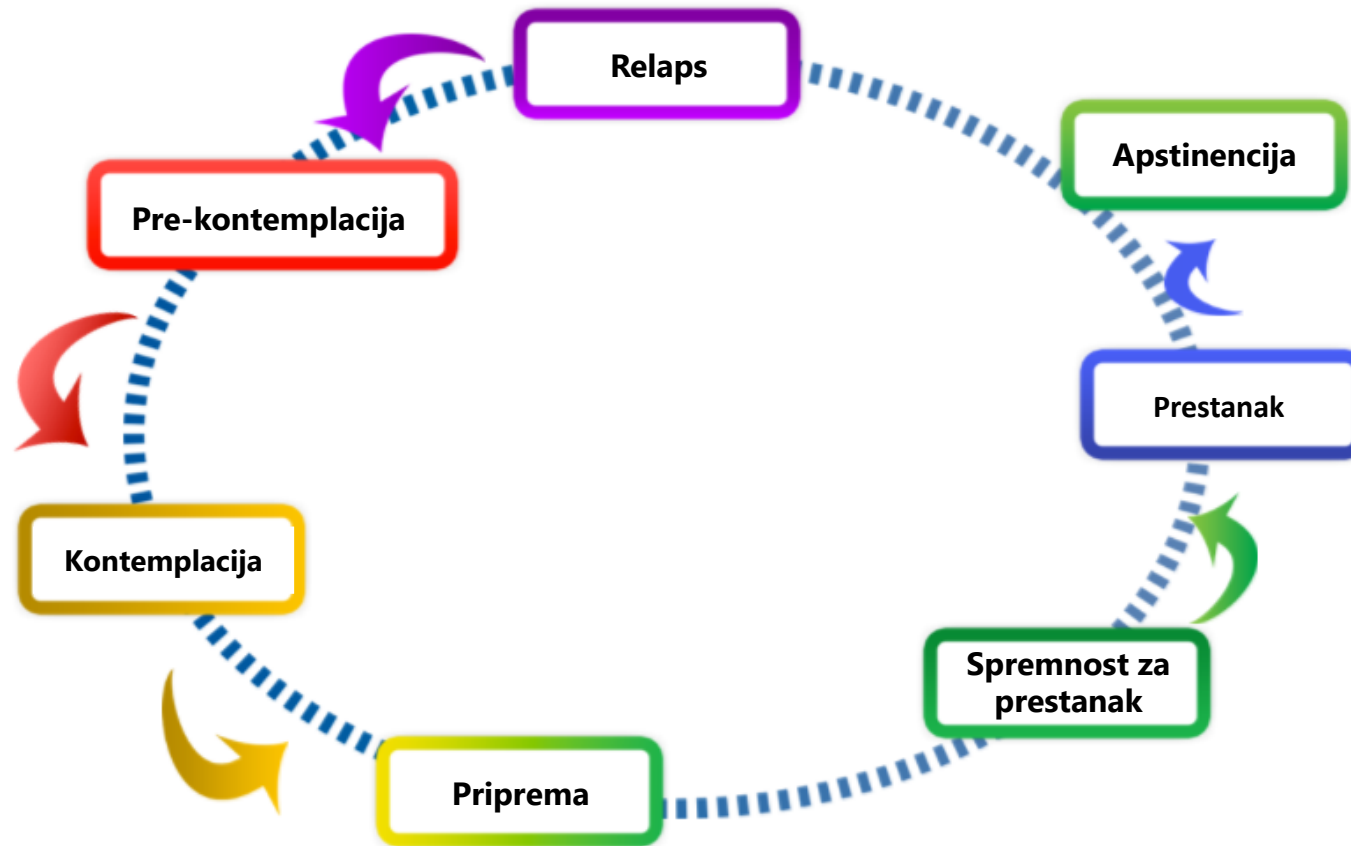 Relaps
Apstinencija
Pre-kontemplacija
Prestanak
Kontemplacija
Spremnost za
prestanak
Priprema